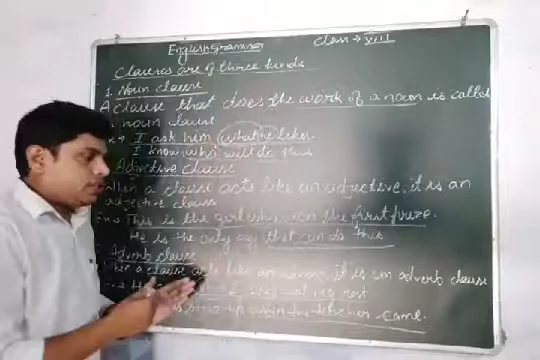 English Grammar Class → VIII
Clauses are of three kinds
1. Noun clause
A clause that does the work of a noun is called
noun clause
I ask him what he likes.
I know who will do this
Adjective clause
When a clause acts like an adjective, it is an
adjective clause
Ex → This is the girl who won the first prize.
He is the only that can do this
Adverb clause
When a clause acts like an it is an adverb clause
teacher came.